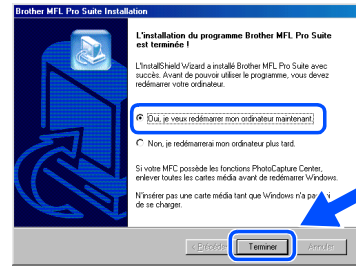 Brother MFL Pro Suite Installation
L'installation du programme Brother MFL Pro Suite
est terminée !
L'InstallShield Wizard a installé Brother MFL Pro Suite avec
succès. Avant de pouvoir utiliser le programme, vous devez
redémarrer votre ordinateur.
Oui, je veux redémarrer mon ordinateur maintenant.
Non, je redémarrerai mon ordinateur plus tard.
Si votre MFC possède les fonctions PhotoCapture Center,
enlever toutes les cartes média avant de redémarrer Windows.
N'insérer pas une carte média tant que Windows n'a pas
de se charger.
< Précédent
Terminer
Annuler